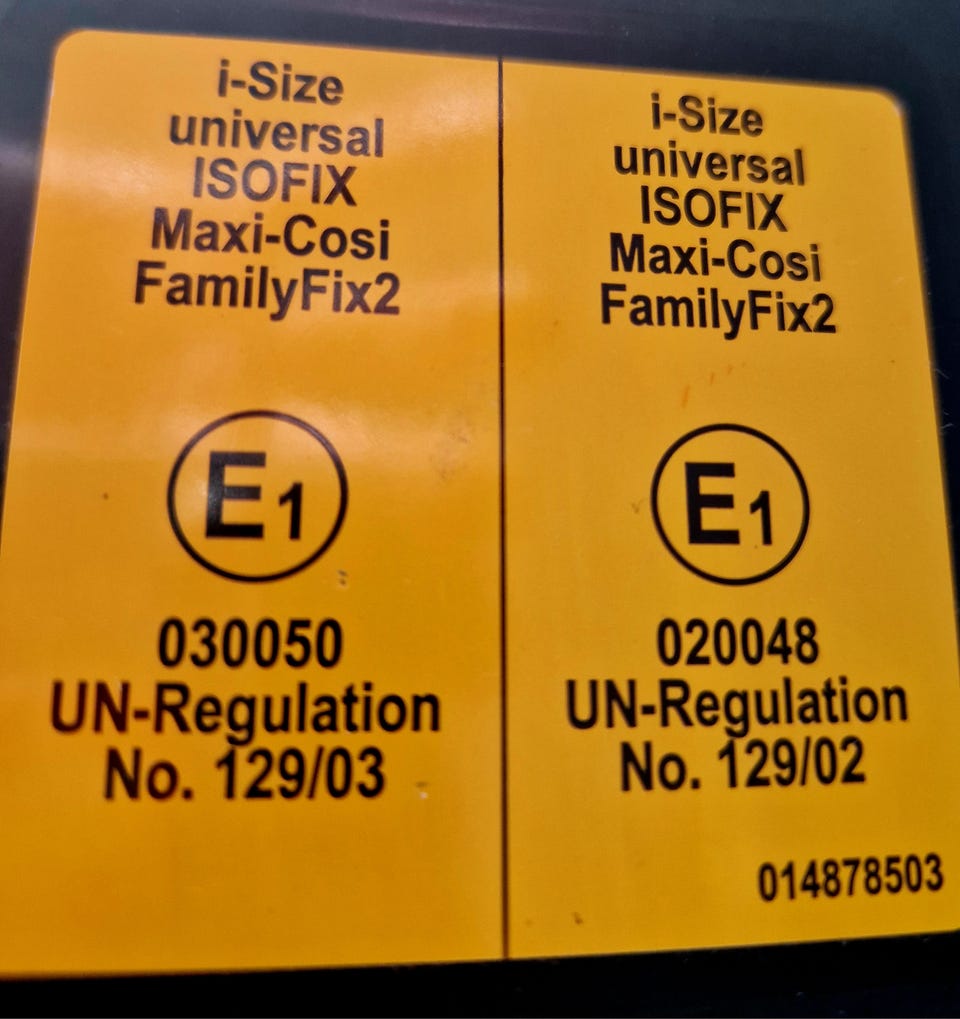 i-Size
universal
ISOFIX
Maxi-Cosi
FamilyFix2
E1
030050
UN-Regulation
No. 129/03
i-Size
universal
ISOFIX
Maxi-Cosi
FamilyFix2
E1
020048
UN-Regulation
No. 129/02
014878503